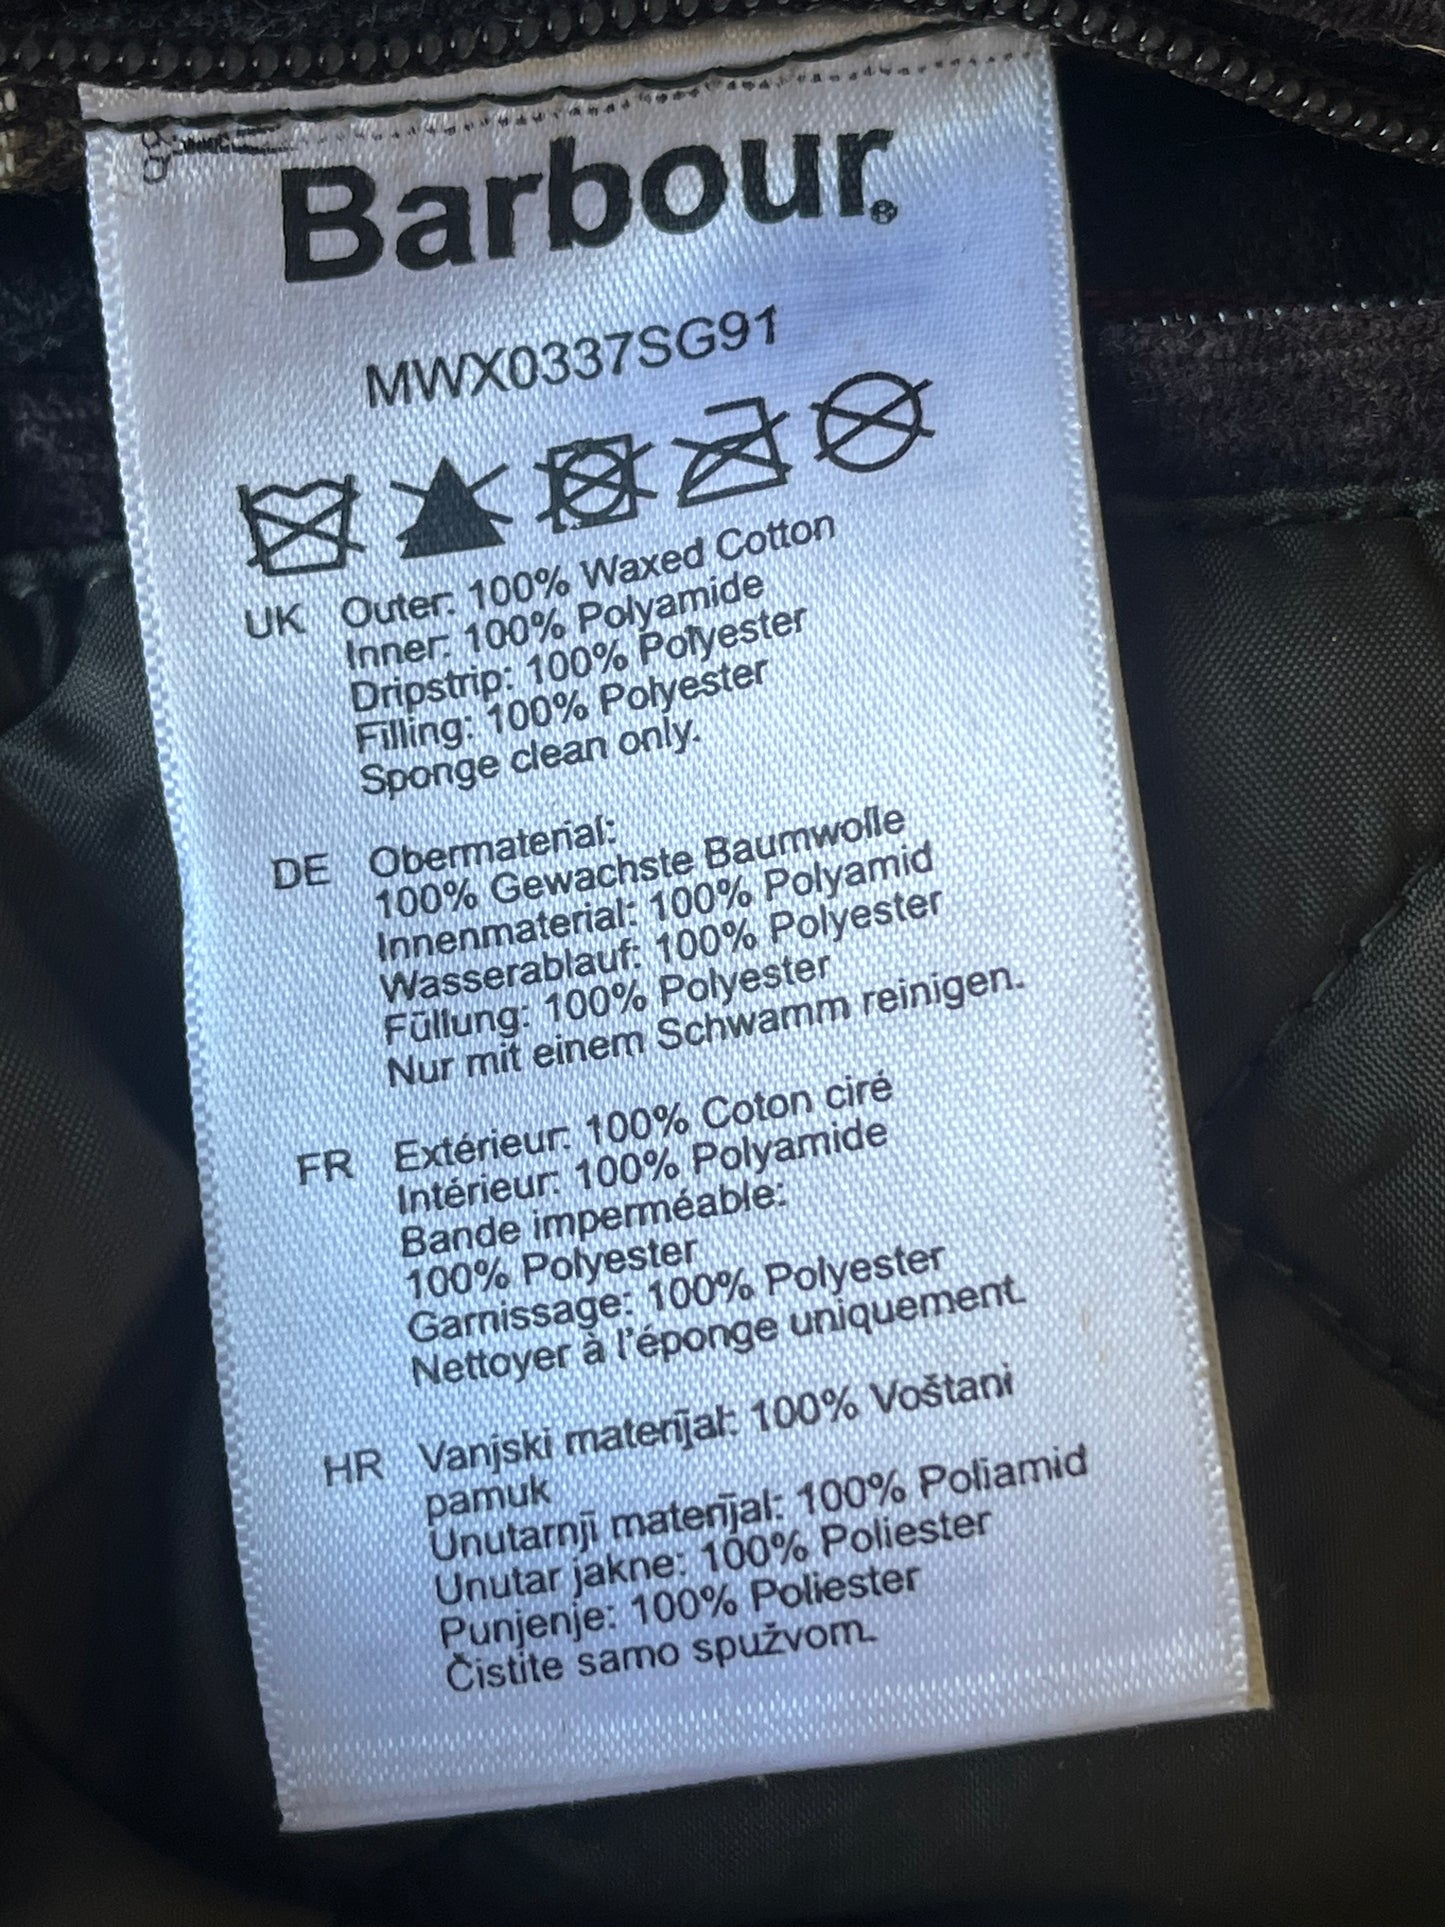 Barbour®
MWX0337SG91
UK Outer: 100% Waxed Cotton
Inner: 100% Polyamide
Dripstrip: 100% Polyester
Filling: 100% Polyester
Sponge clean only.
DE Obermaterial:
100% Gewachste Baumwolle
Innenmaterial: 100% Polyamid
Wasserablauf: 100% Polyester
Füllung: 100% Polyester
Nur mit einem Schwamm reinigen.
FR Extérieur: 100% Coton ciré
Intérieur: 100% Polyamide
Bande imperméable:
100% Polyester
Garnissage: 100% Polyester
Nettoyer à l'éponge uniquement.
HR Vanjski materijal: 100% Voštani
pamuk
Unutarnji materijal: 100% Poliamid
Unutar jakne: 100% Poliester
Punjenje: 100% Poliester
Čistite samo spužvom.